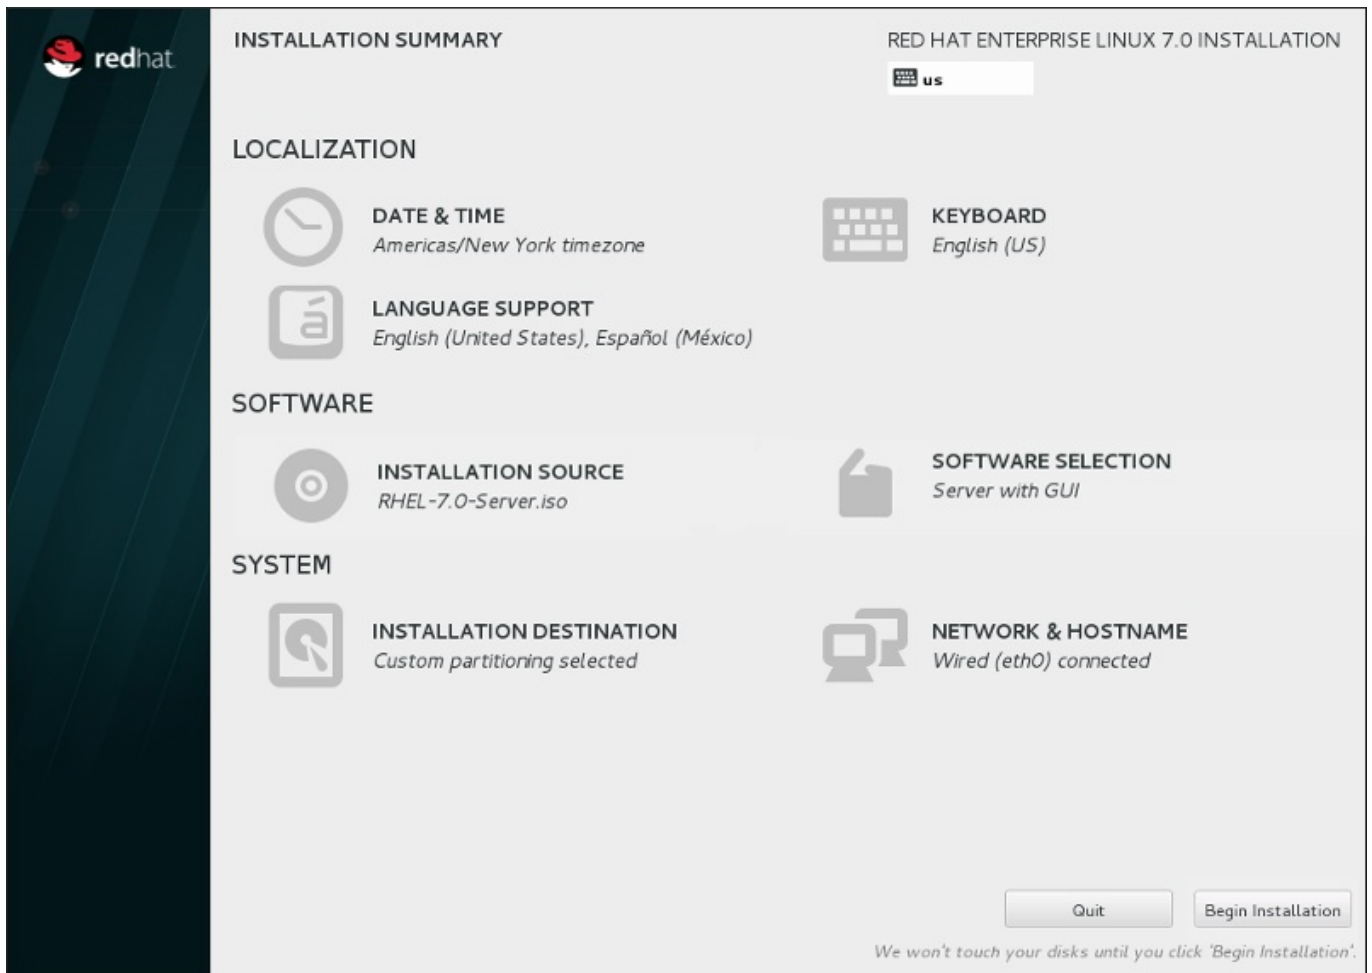 redhat
INSTALLATION SUMMARY
RED HAT ENTERPRISE LINUX 7.0 INSTALLATION
us
LOCALIZATION
DATE & TIME
Americas/New York timezone
KEYBOARD
English (US)
LANGUAGE SUPPORT
English (United States), Español (México)
SOFTWARE
INSTALLATION SOURCE
RHEL-7.0-Server.iso
SOFTWARE SELECTION
Server with GUI
SYSTEM
INSTALLATION DESTINATION
Custom partitioning selected
NETWORK & HOSTNAME
Wired (eth0) connected
Quit
Begin Installation
We won't touch your disks until you click 'Begin Installation'.